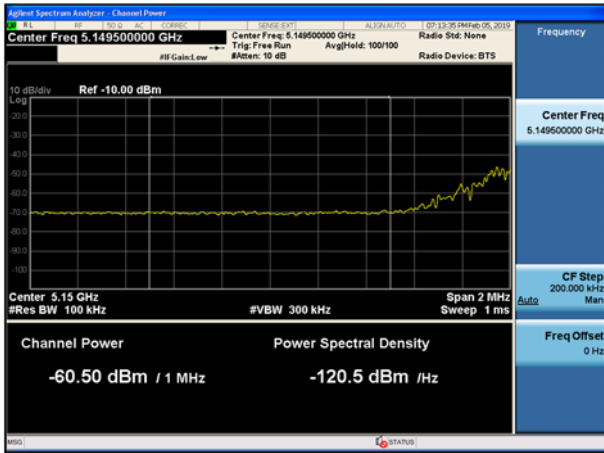 Agilent Spectrum Analyzer - Channel Power
RL RF 50 Ω AC CORREC SENSE:EXT ALIGN AUTO 07:13:35 PM Feb 05, 2019
Center Freq 5.149500000 GHz
Center Freq: 5.149500000 GHz
Radio Std: None
Trig: Free Run Avg|Hold: 100/100
#IFGain:Low #Atten: 10 dB Radio Device: BTS
10 dB/div Ref -10.00 dBm
Log
-20.0
-30.0
-40.0
-50.0
-60.0
-70.0
-80.0
-90.0
-100
Center 5.15 GHz Span 2 MHz
#Res BW 100 kHz #VBW 300 kHz Sweep 1 ms
Channel Power Power Spectral Density
-60.50 dBm / 1 MHz -120.5 dBm /Hz
MSG STATUS
Frequency
Center Freq
5.149500000 GHz
CF Step
200.000 kHz
Auto Man
Freq Offset
0 Hz